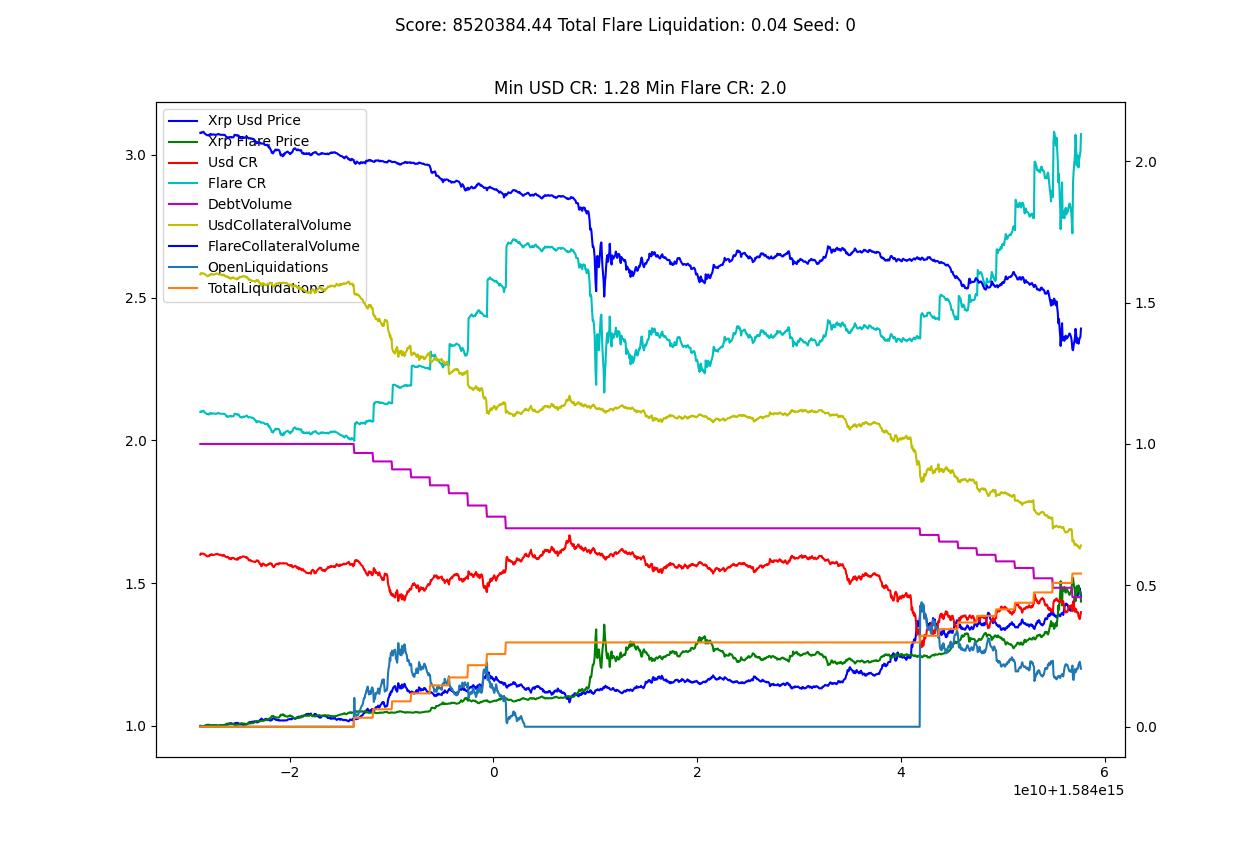 Score: 8520384.44 Total Flare Liquidation: 0.04 Seed: 0
Min USD CR: 1.28 Min Flare CR: 2.0
Xrp Usd Price
Xrp Flare Price
Usd CR
Flare CR
DebtVolume
UsdCollateralVolume
FlareCollateralVolume
OpenLiquidations
TotalLiquidations
3.0
2.5
2.0
1.5
1.0
2.0
1.5
1.0
0.5
0.0
−2
0
2
4
6
1e10+1.584e15